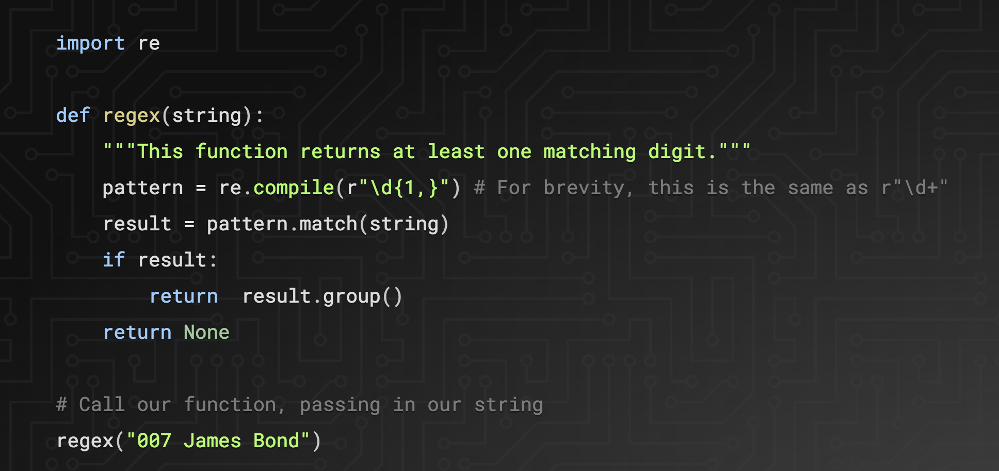 import re
def regex(string):
    """This function returns at least one matching digit."""
    pattern = re.compile(r"\d{1,}") # For brevity, this is the same as r"\d+"
    result = pattern.match(string)
    if result:
        return  result.group()
    return None
# Call our function, passing in our string
regex("007 James Bond")